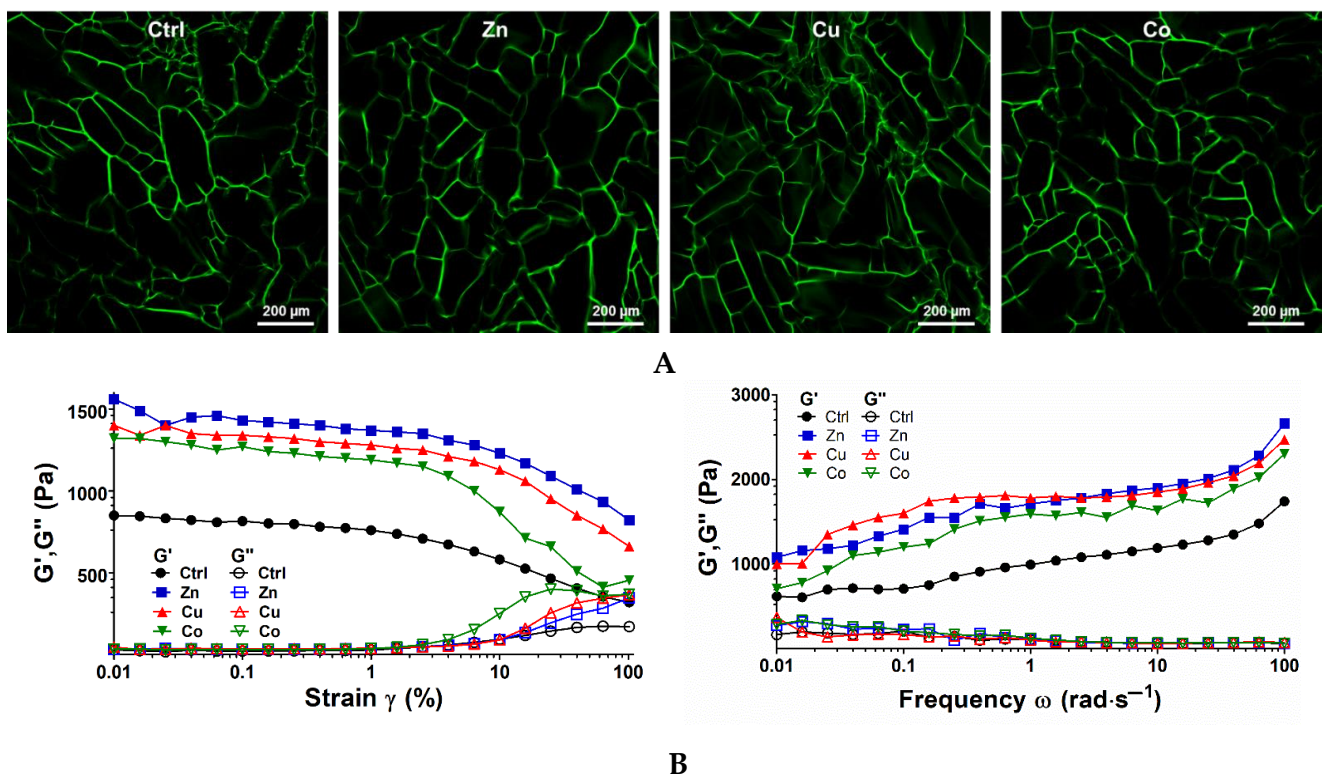 Ctrl Zn Cu Co
200 µm 200 µm 200 µm 200 µm
A
1500
1000
500
G',G'' (Pa)
G' G''
Ctrl Ctrl
Zn Zn
Cu Cu
Co Co
0.01 0.1 1 10 100
Strain γ (%)
3000
2000
1000
G',G'' (Pa)
G' G''
Ctrl Ctrl
Zn Zn
Cu Cu
Co Co
0.01 0.1 1 10 100
Frequency ω (rad·s⁻¹)
B